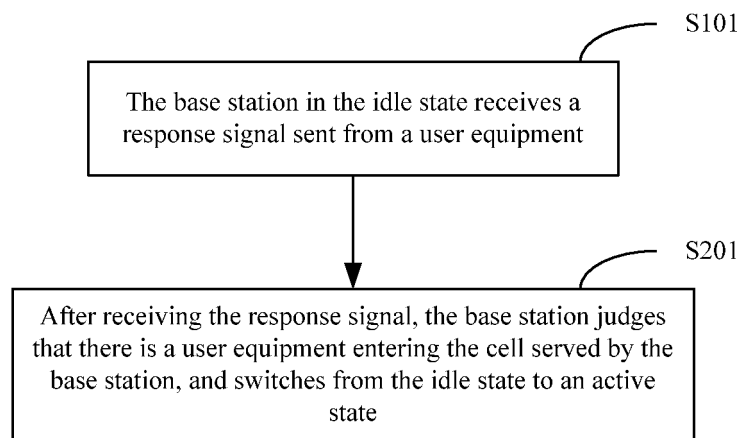 S101
The base station in the idle state receives a
response signal sent from a user equipment
S201
After receiving the response signal, the base station judges
that there is a user equipment entering the cell served by the
base station, and switches from the idle state to an active
state